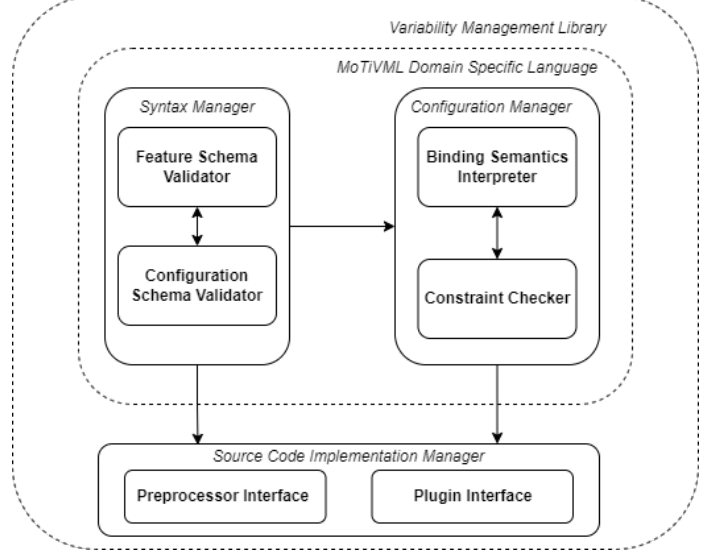 Variability Management Library
MoTiVML Domain Specific Language
Syntax Manager
Feature Schema
Validator
Configuration
Schema Validator
Configuration Manager
Binding Semantics
Interpreter
Constraint Checker
Source Code Implementation Manager
Preprocessor Interface
Plugin Interface